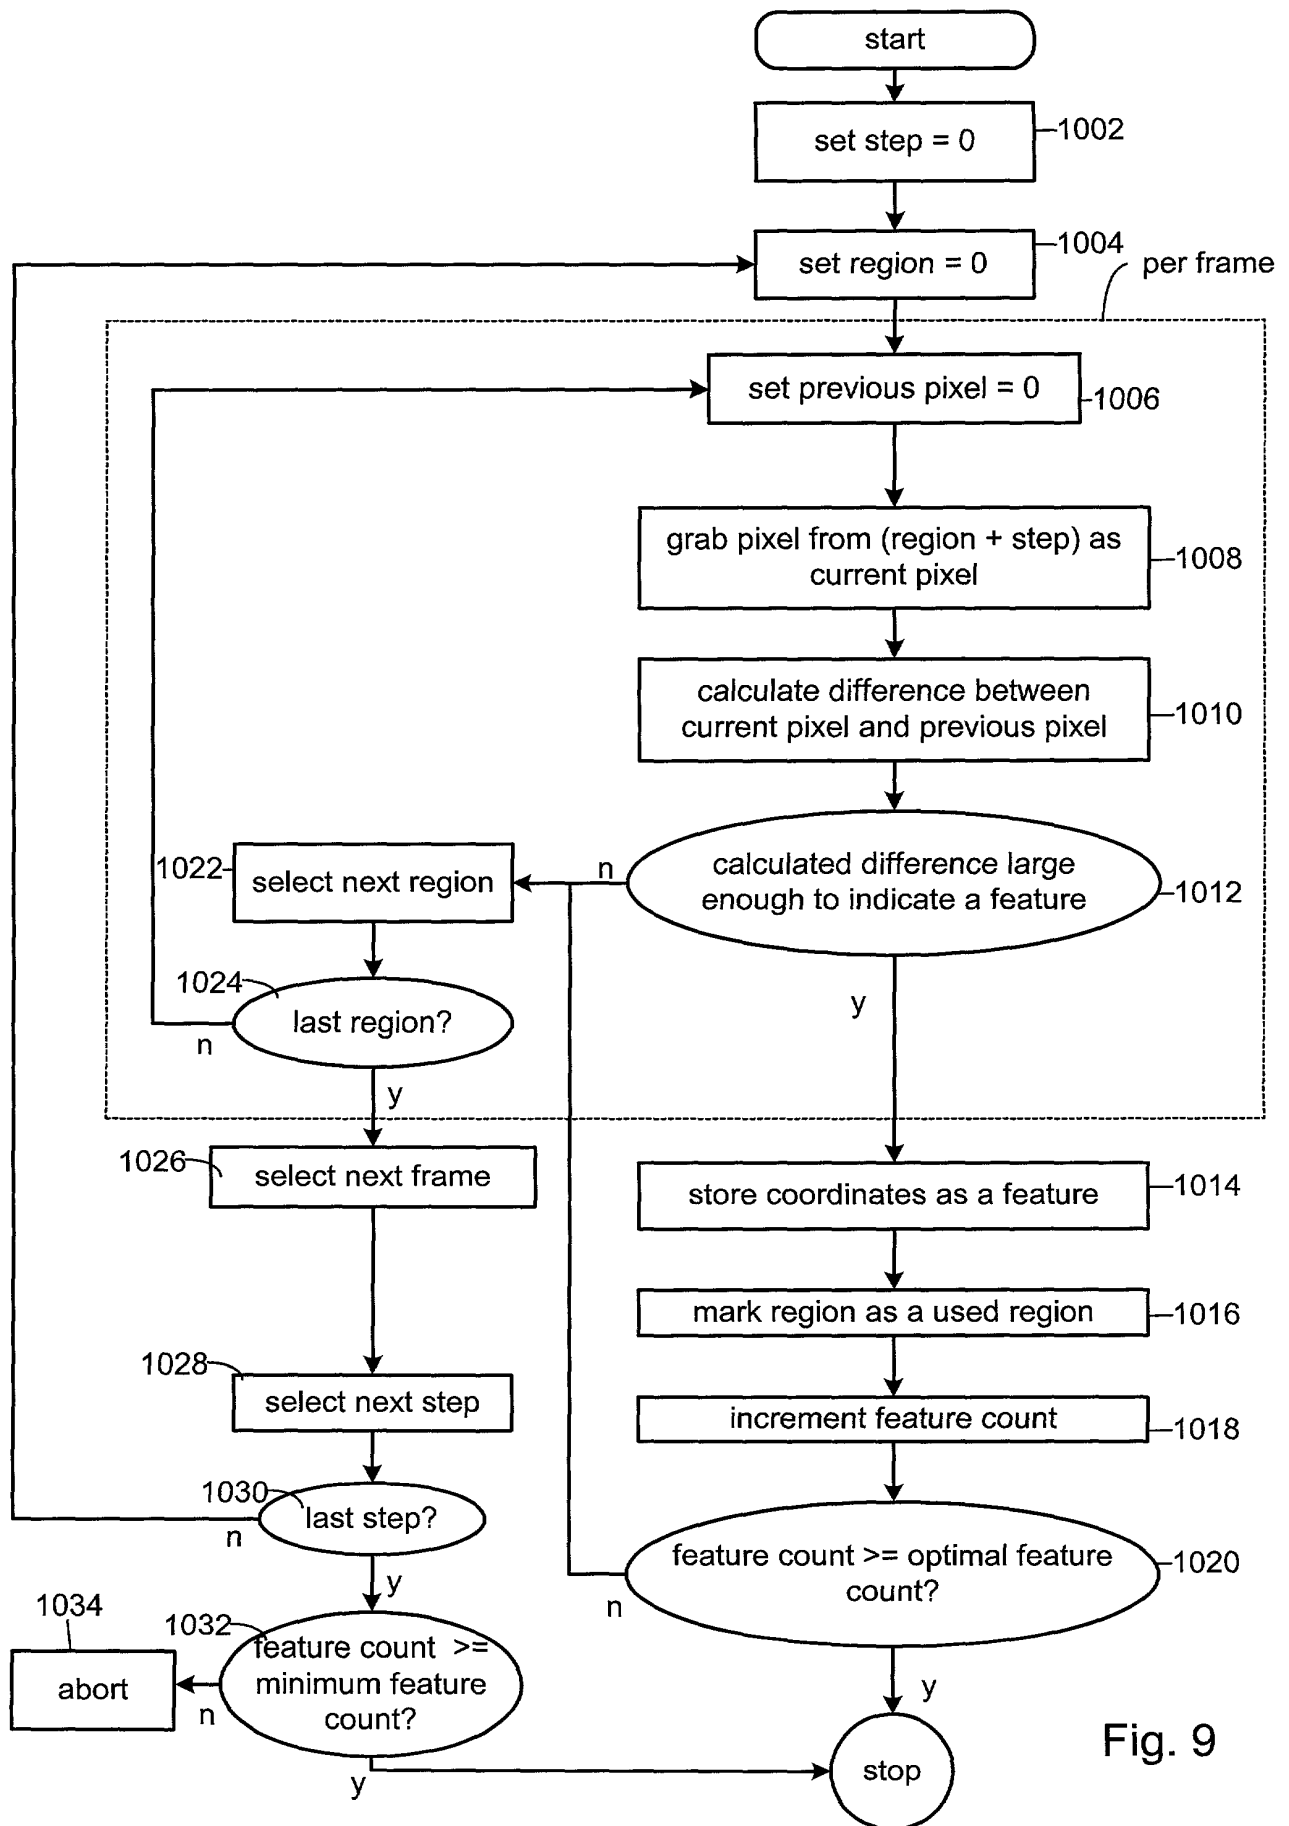 start
set step = 0
1002
set region = 0
1004
per frame
set previous pixel = 0
1006
grab pixel from (region + step) as
current pixel
1008
calculate difference between
current pixel and previous pixel
1010
calculated difference large
enough to indicate a feature
1012
n
y
1022
select next region
1024
last region?
n
y
1026
select next frame
store coordinates as a feature
1014
mark region as a used region
1016
1028
select next step
increment feature count
1018
1030
last step?
n
y
feature count >= optimal feature
count?
1020
n
y
1034
abort
1032
feature count >=
minimum feature
count?
n
y
stop
Fig. 9